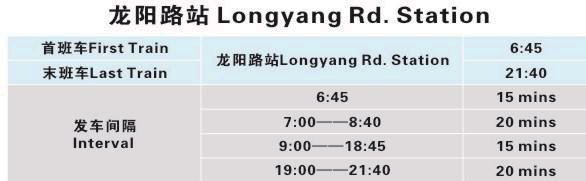 龙阳路站 Longyang Rd. Station
首班车First Train 龙阳路站Longyang Rd. Station 6:45
末班车Last Train 21:40
发车间隔
Interval
6:45 15 mins
7:00——8:40 20 mins
9:00——18:45 15 mins
19:00——21:40 20 mins